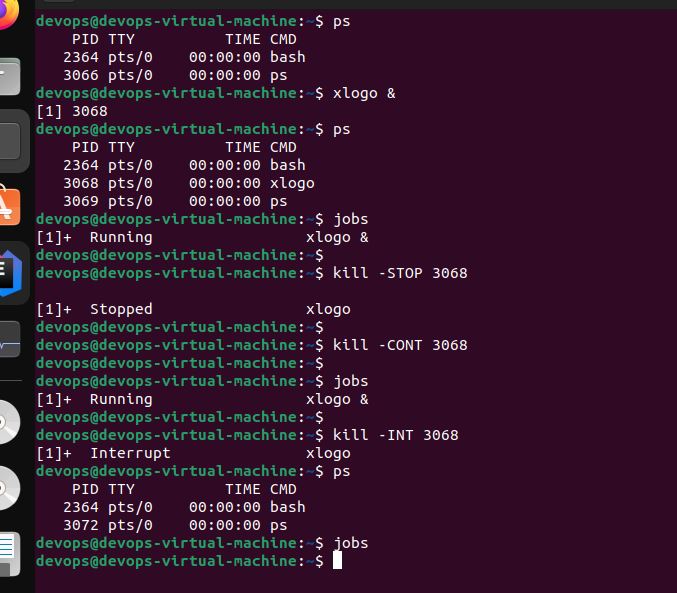 devops@devops-virtual-machine:~$ ps
    PID TTY          TIME CMD
   2364 pts/0    00:00:00 bash
   3066 pts/0    00:00:00 ps
devops@devops-virtual-machine:~$ xlogo &
[1] 3068
devops@devops-virtual-machine:~$ ps
    PID TTY          TIME CMD
   2364 pts/0    00:00:00 bash
   3068 pts/0    00:00:00 xlogo
   3069 pts/0    00:00:00 ps
devops@devops-virtual-machine:~$ jobs
[1]+  Running                 xlogo &
devops@devops-virtual-machine:~$
devops@devops-virtual-machine:~$ kill -STOP 3068
[1]+  Stopped                 xlogo
devops@devops-virtual-machine:~$
devops@devops-virtual-machine:~$ kill -CONT 3068
devops@devops-virtual-machine:~$
devops@devops-virtual-machine:~$ jobs
[1]+  Running                 xlogo &
devops@devops-virtual-machine:~$
devops@devops-virtual-machine:~$ kill -INT 3068
[1]+  Interrupt               xlogo
devops@devops-virtual-machine:~$ ps
    PID TTY          TIME CMD
   2364 pts/0    00:00:00 bash
   3072 pts/0    00:00:00 ps
devops@devops-virtual-machine:~$ jobs
devops@devops-virtual-machine:~$